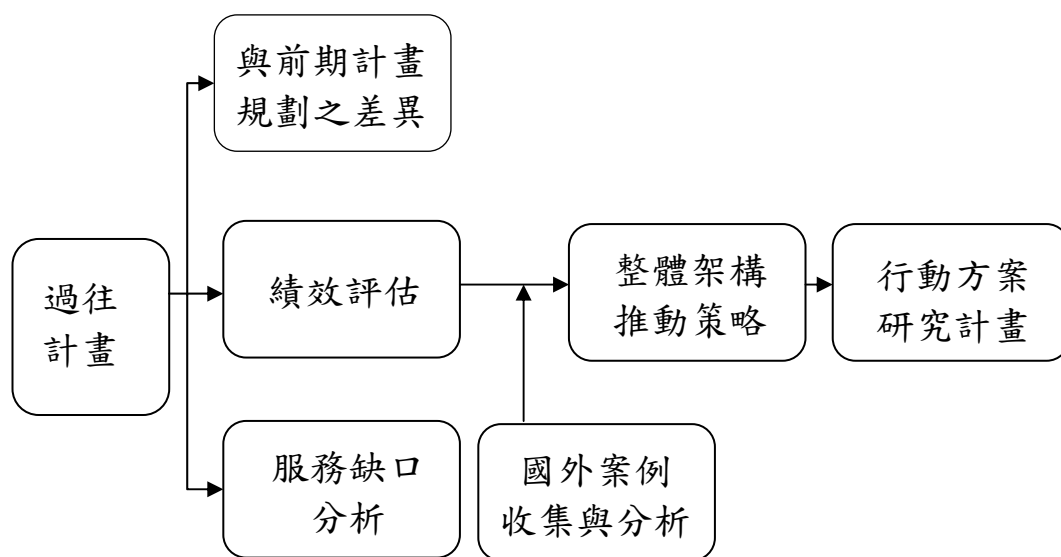 與前期計畫
規劃之差異
過往
計畫
績效評估
整體架構
推動策略
行動方案
研究計畫
服務缺口
分析
國外案例
收集與分析